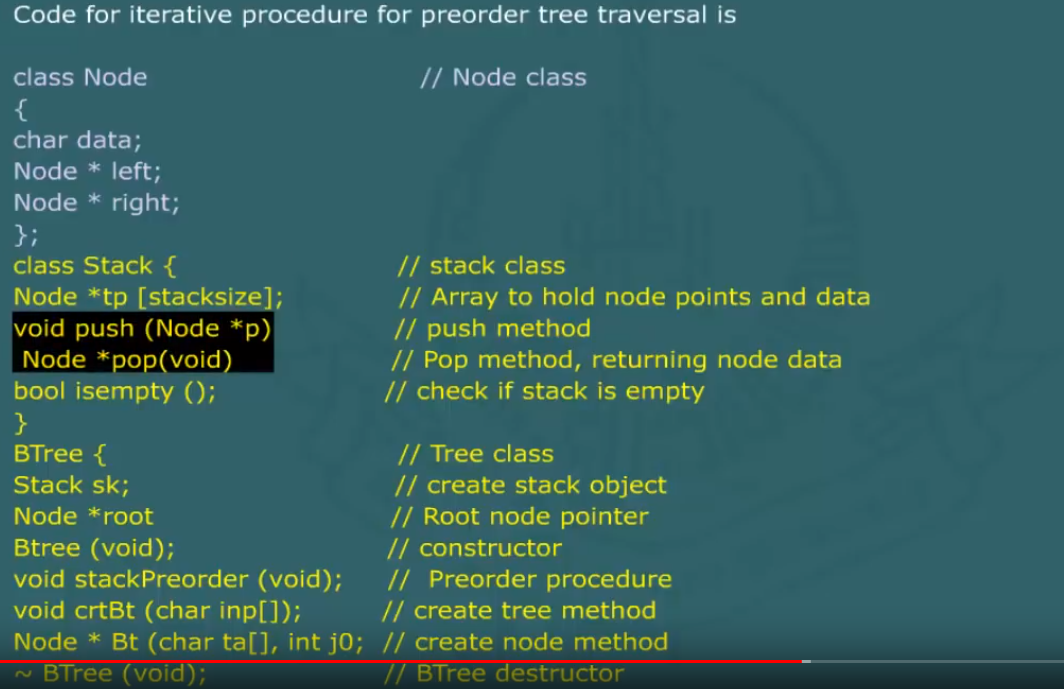 Code for iterative procedure for preorder tree traversal is
class Node // Node class
{
char data;
Node * left;
Node * right;
};
class Stack { // stack class
Node *tp [stacksize]; // Array to hold node points and data
void push (Node *p) // push method
Node *pop(void) // Pop method, returning node data
bool isempty (); // check if stack is empty
}
BTree { // Tree class
Stack sk; // create stack object
Node *root // Root node pointer
Btree (void); // constructor
void stackPreorder (void); // Preorder procedure
void crtBt (char inp[]); // create tree method
Node * Bt (char ta[], int j0; // create node method
~ BTree (void); // BTree destructor